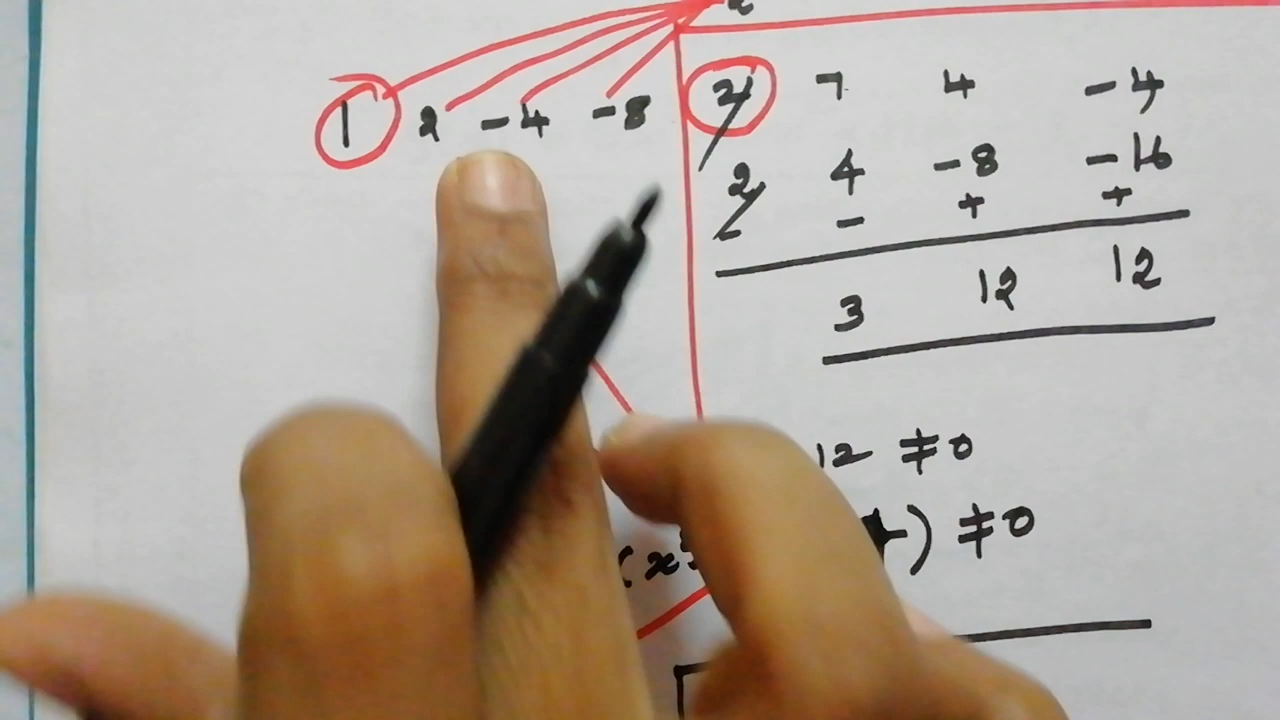 2
1 2 -4 -8 2 7 4 -4
2 4 -8 -16
- - + +
3 12 12
12 ≠0
(x³ ) ≠0